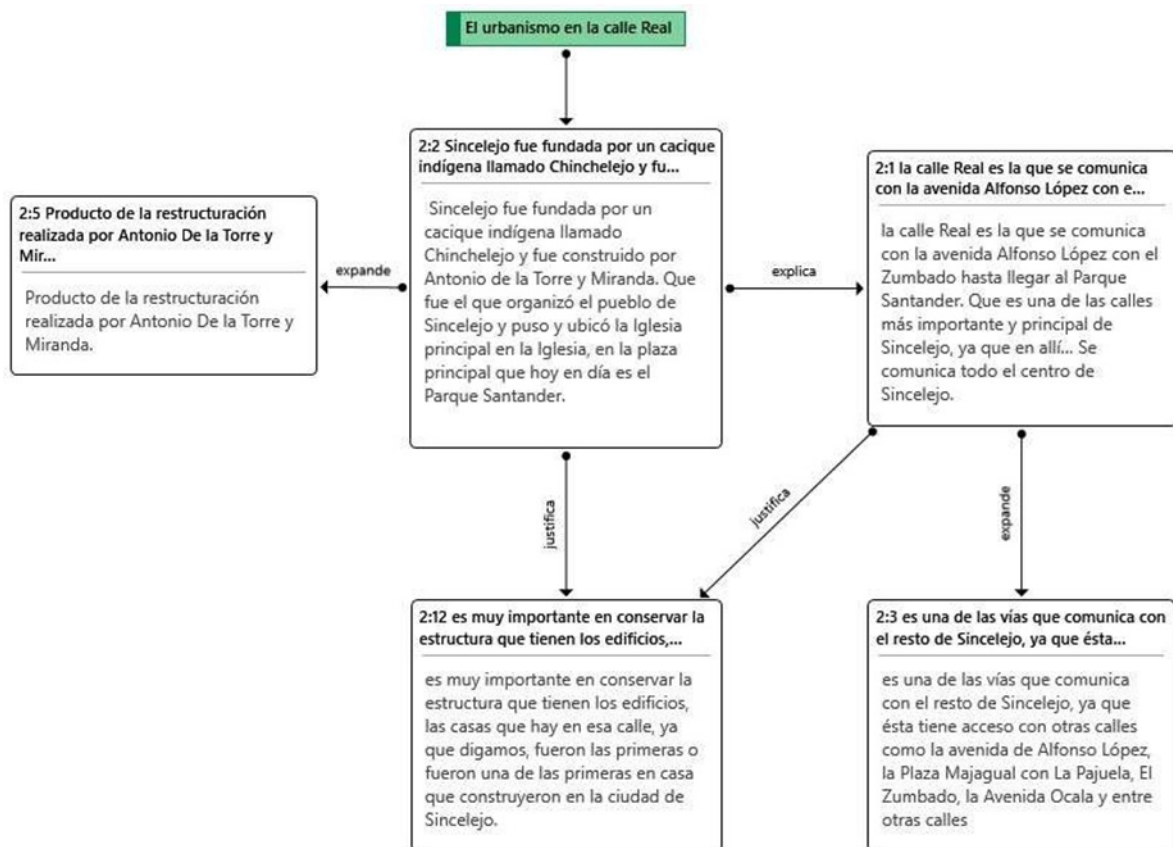 El urbanismo en la calle Real
2:2 Sincelejo fue fundada por un cacique
indígena llamado Chinchelejo y fu...
Sincelejo fue fundada por un
cacique indígena llamado
Chinchelejo y fue construido por
Antonio de la Torre y Miranda. Que
fue el que organizó el pueblo de
Sincelejo y puso y ubicó la Iglesia
principal en la Iglesia, en la plaza
principal que hoy en día es el
Parque Santander.
2:1 la calle Real es la que se comunica
con la avenida Alfonso López con e...
la calle Real es la que se comunica
con la avenida Alfonso López con el
Zumbado hasta llegar al Parque
Santander. Que es una de las calles
más importante y principal de
Sincelejo, ya que en allí... Se
comunica todo el centro de
Sincelejo.
2:5 Producto de la restructuración
realizada por Antonio De la Torre y
Mir...
Producto de la restructuración
realizada por Antonio De la Torre y
Miranda.
expande
explica
justifica
justifica
expande
2:12 es muy importante en conservar la
estructura que tienen los edificios,...
es muy importante en conservar la
estructura que tienen los edificios,
las casas que hay en esa calle, ya
que digamos, fueron las primeras o
fueron una de las primeras en casa
que construyeron en la ciudad de
Sincelejo.
2:3 es una de las vías que comunica con
el resto de Sincelejo, ya que ésta...
es una de las vías que comunica
con el resto de Sincelejo, ya que
ésta tiene acceso con otras calles
como la avenida de Alfonso López,
la Plaza Majagual con La Pajuela, El
Zumbado, la Avenida Ocala y entre
otras calles